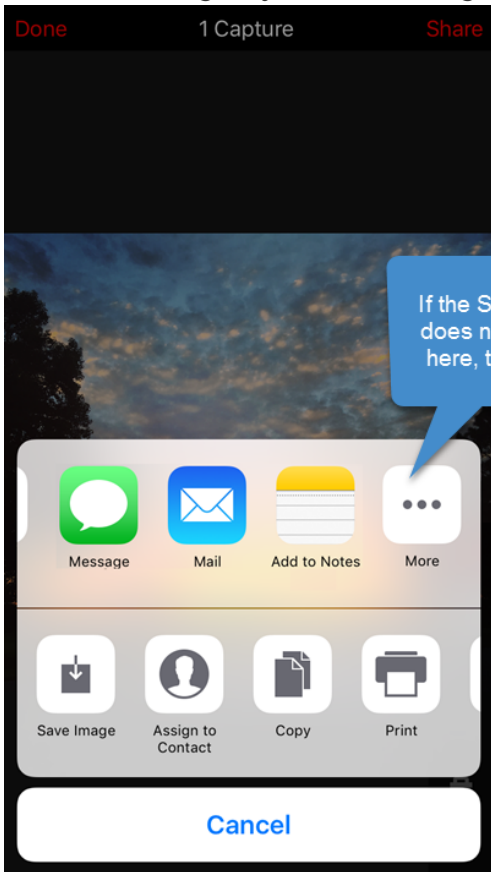 Done 1 Capture Share
If the S
does n
here, t
Message Mail Add to Notes More
Save Image Assign to Contact Copy Print
Cancel